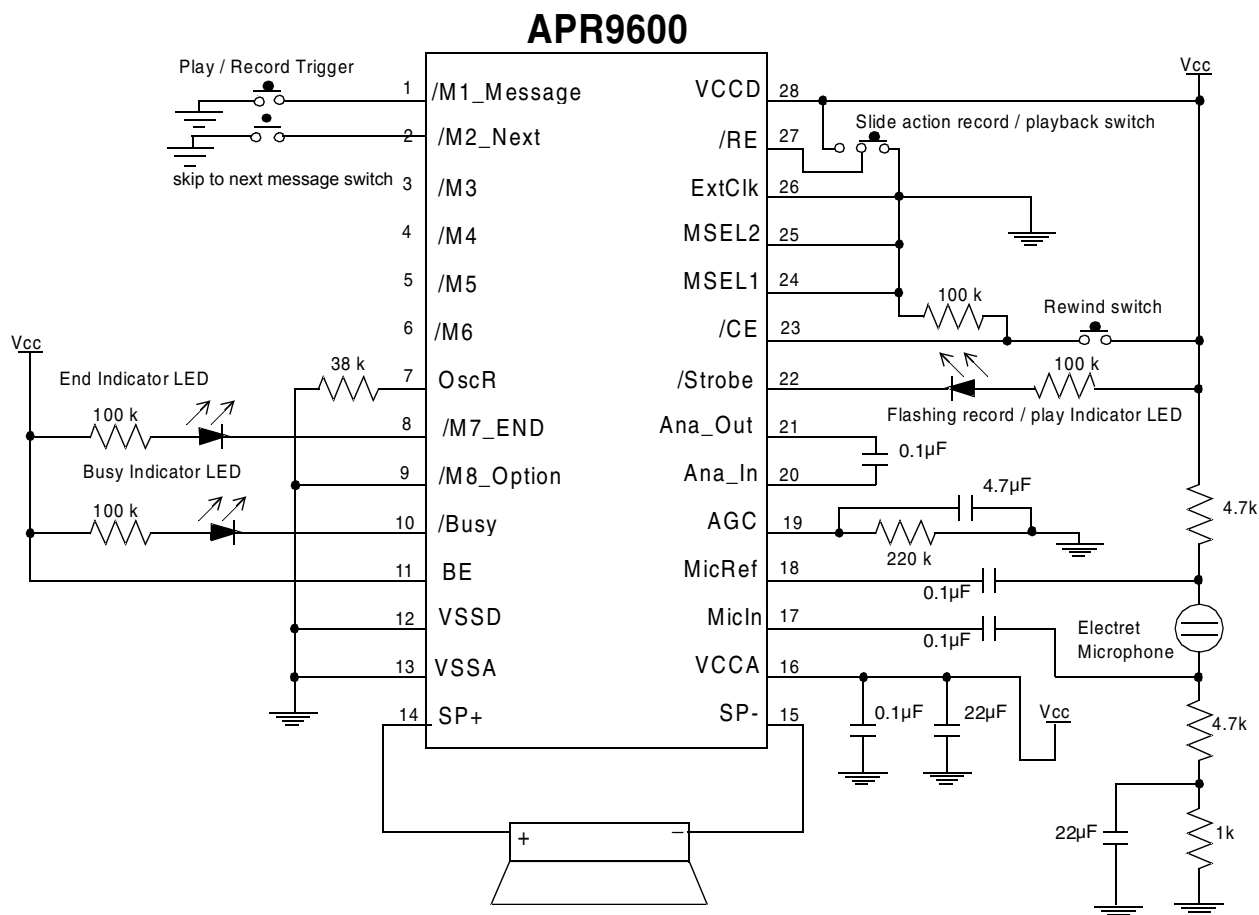 APR9600
Play / Record Trigger
1
/M1_Message
VCCD
28
Vcc
Slide action record / playback switch
2
/M2_Next
/RE
27
skip to next message switch
3
/M3
ExtClk
26
4
/M4
MSEL2
25
5
/M5
MSEL1
24
100 k
Rewind switch
6
/M6
/CE
23
Vcc
38 k
7
OscR
/Strobe
22
100 k
End Indicator LED
Flashing record / play Indicator LED
100 k
8
/M7_END
Ana_Out
21
0.1µF
Busy Indicator LED
9
/M8_Option
Ana_In
20
4.7µF
100 k
10
/Busy
AGC
19
220 k
4.7k
11
BE
MicRef
18
0.1µF
12
VSSD
MicIn
17
0.1µF
Electret
Microphone
13
VSSA
VCCA
16
14
SP+
SP-
15
0.1µF
22µF
Vcc
4.7k
+
−
22µF
1k